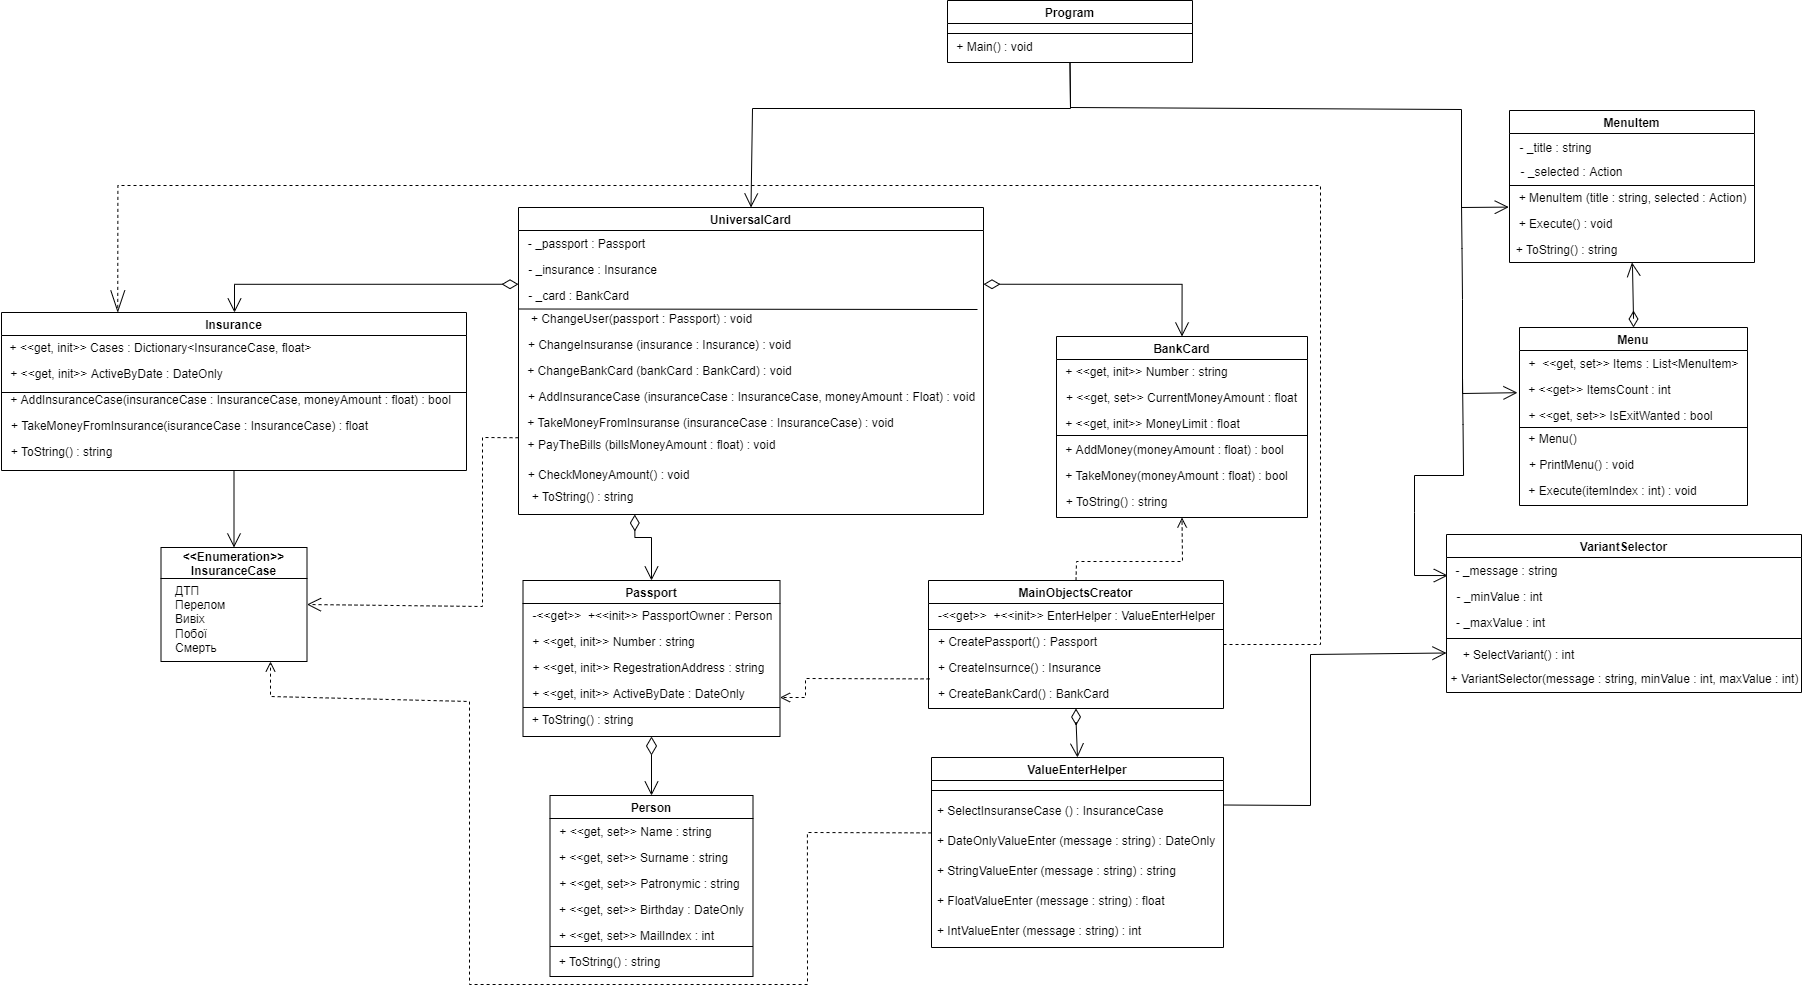 Program
+ Main() : void
MenuItem
- _title : string
- _selected : Action
+ MenuItem (title : string, selected : Action)
+ Execute() : void
+ ToString() : string
UniversalCard
- _passport : Passport
- _insurance : Insurance
- _card : BankCard
+ ChangeUser(passport : Passport) : void
+ ChangeInsuranse (insurance : Insurance) : void
+ ChangeBankCard (bankCard : BankCard) : void
+ AddInsuranceCase (insuranceCase : InsuranceCase, moneyAmount : Float) : void
+ TakeMoneyFromInsuranse (insuranceCase : InsuranceCase) : void
+ PayTheBills (billsMoneyAmount : float) : void
+ CheckMoneyAmount() : void
+ ToString() : string
Insurance
+ <<get, init>> Cases : Dictionary<InsuranceCase, float>
+ <<get, init>> ActiveByDate : DateOnly
+ AddInsuranceCase(insuranceCase : InsuranceCase, moneyAmount : float) : bool
+ TakeMoneyFromInsurance(isuranceCase : InsuranceCase) : float
+ ToString() : string
BankCard
+ <<get, init>> Number : string
+ <<get, set>> CurrentMoneyAmount : float
+ <<get, init>> MoneyLimit : float
+ AddMoney(moneyAmount : float) : bool
+ TakeMoney(moneyAmount : float) : bool
+ ToString() : string
Menu
+ <<get, set>> Items : List<MenuItem>
+ <<get>> ItemsCount : int
+ <<get, set>> IsExitWanted : bool
+ Menu()
+ PrintMenu() : void
+ Execute(itemIndex : int) : void
<<Enumeration>>
InsuranceCase
ДТП
Перелом
Вивіх
Побої
Смерть
Passport
-<<get>> +<<init>> PassportOwner : Person
+ <<get, init>> Number : string
+ <<get, init>> RegestrationAddress : string
+ <<get, init>> ActiveByDate : DateOnly
+ ToString() : string
MainObjectsCreator
-<<get>> +<<init>> EnterHelper : ValueEnterHelper
+ CreatePassport() : Passport
+ CreateInsurnce() : Insurance
+ CreateBankCard() : BankCard
VariantSelector
- _message : string
- _minValue : int
- _maxValue : int
+ SelectVariant() : int
+ VariantSelector(message : string, minValue : int, maxValue : int)
Person
+ <<get, set>> Name : string
+ <<get, set>> Surname : string
+ <<get, set>> Patronymic : string
+ <<get, set>> Birthday : DateOnly
+ <<get, set>> MailIndex : int
+ ToString() : string
ValueEnterHelper
+ SelectInsuranseCase () : InsuranceCase
+ DateOnlyValueEnter (message : string) : DateOnly
+ StringValueEnter (message : string) : string
+ FloatValueEnter (message : string) : float
+ IntValueEnter (message : string) : int